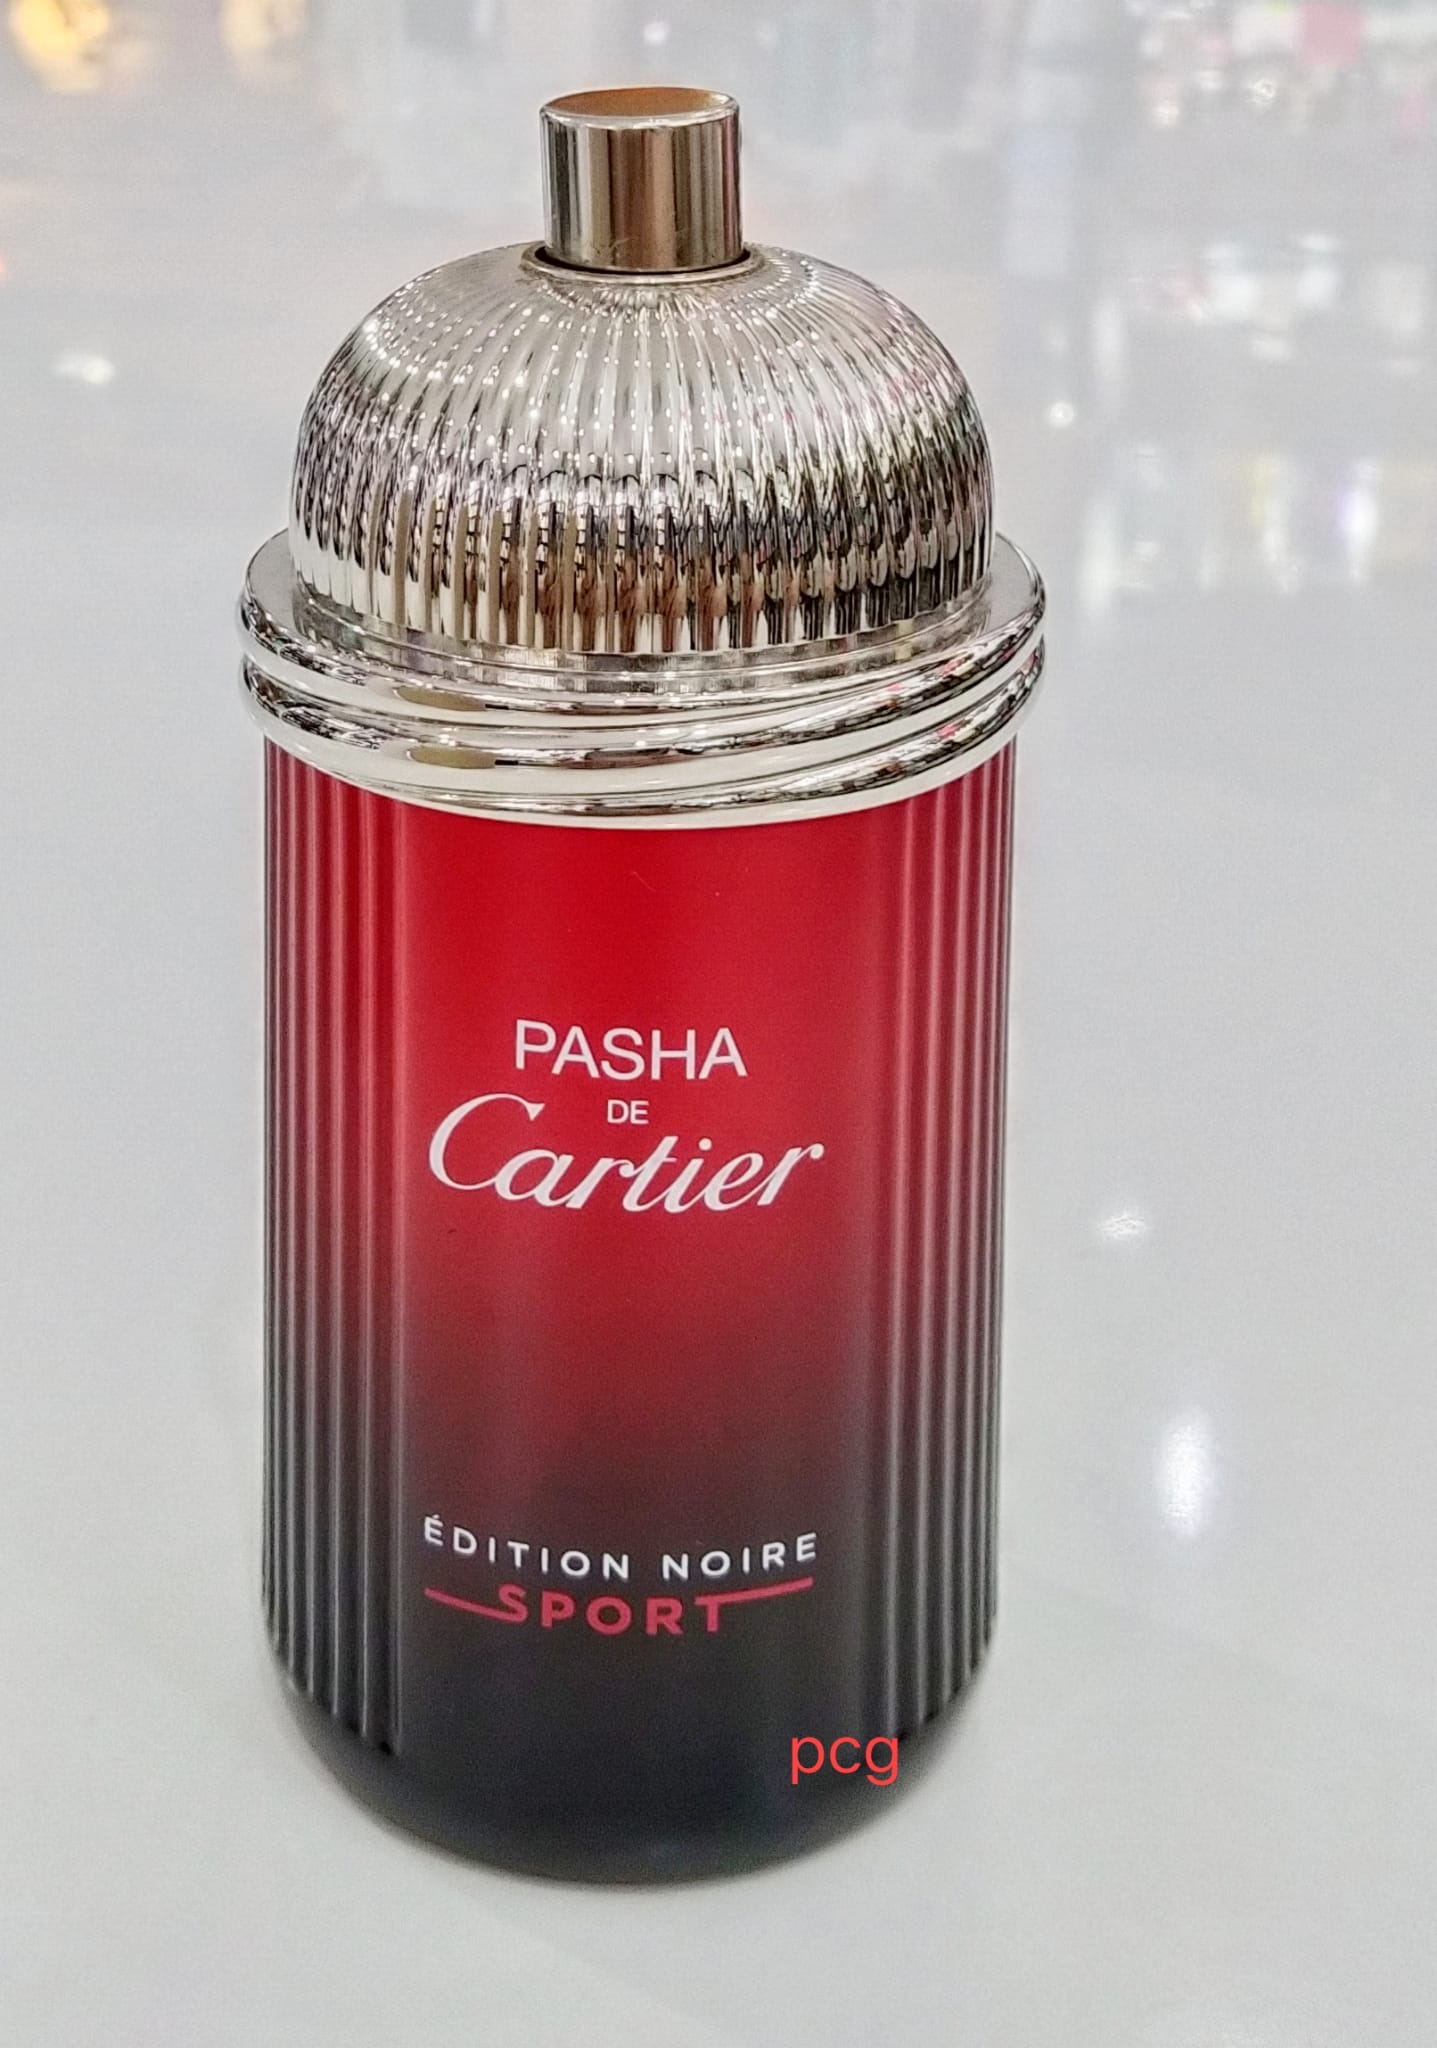 PASHA
DE
Cartier
ÉDITION NOIRE
SPORT
pcg